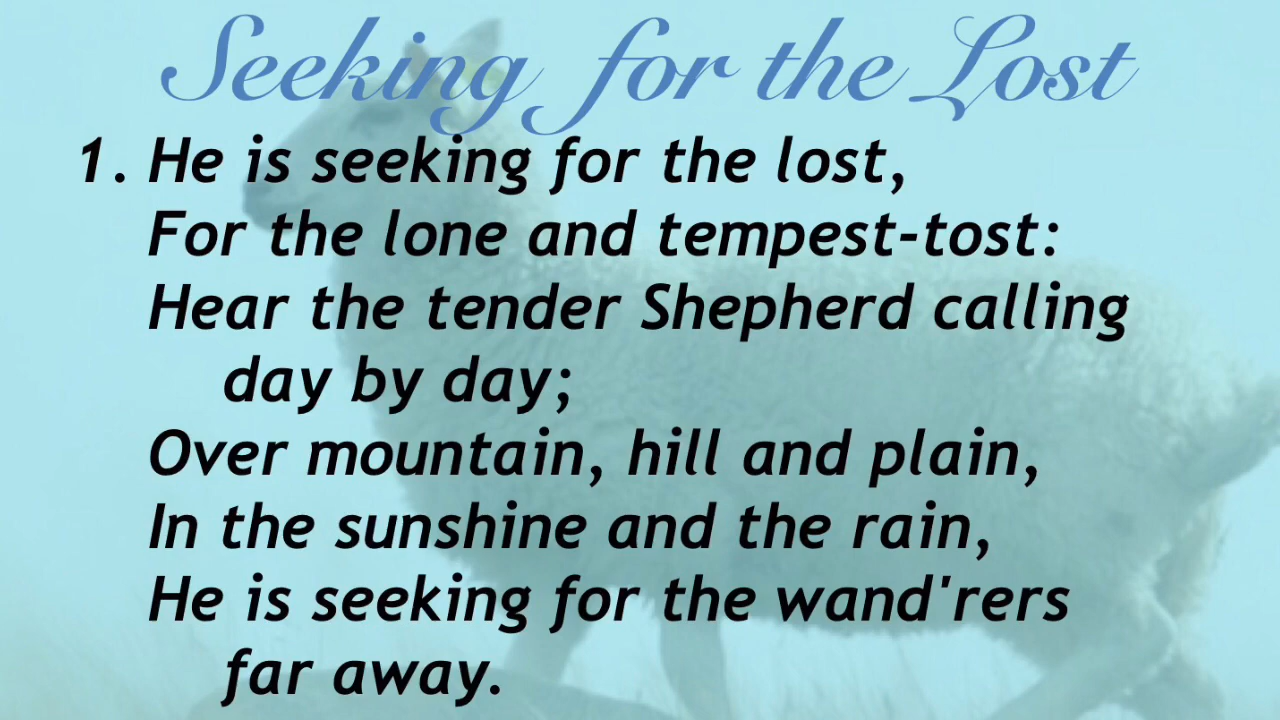 Seeking for the Lost
1. He is seeking for the lost,
For the lone and tempest-tost:
Hear the tender Shepherd calling
day by day;
Over mountain, hill and plain,
In the sunshine and the rain,
He is seeking for the wand'rers
far away.